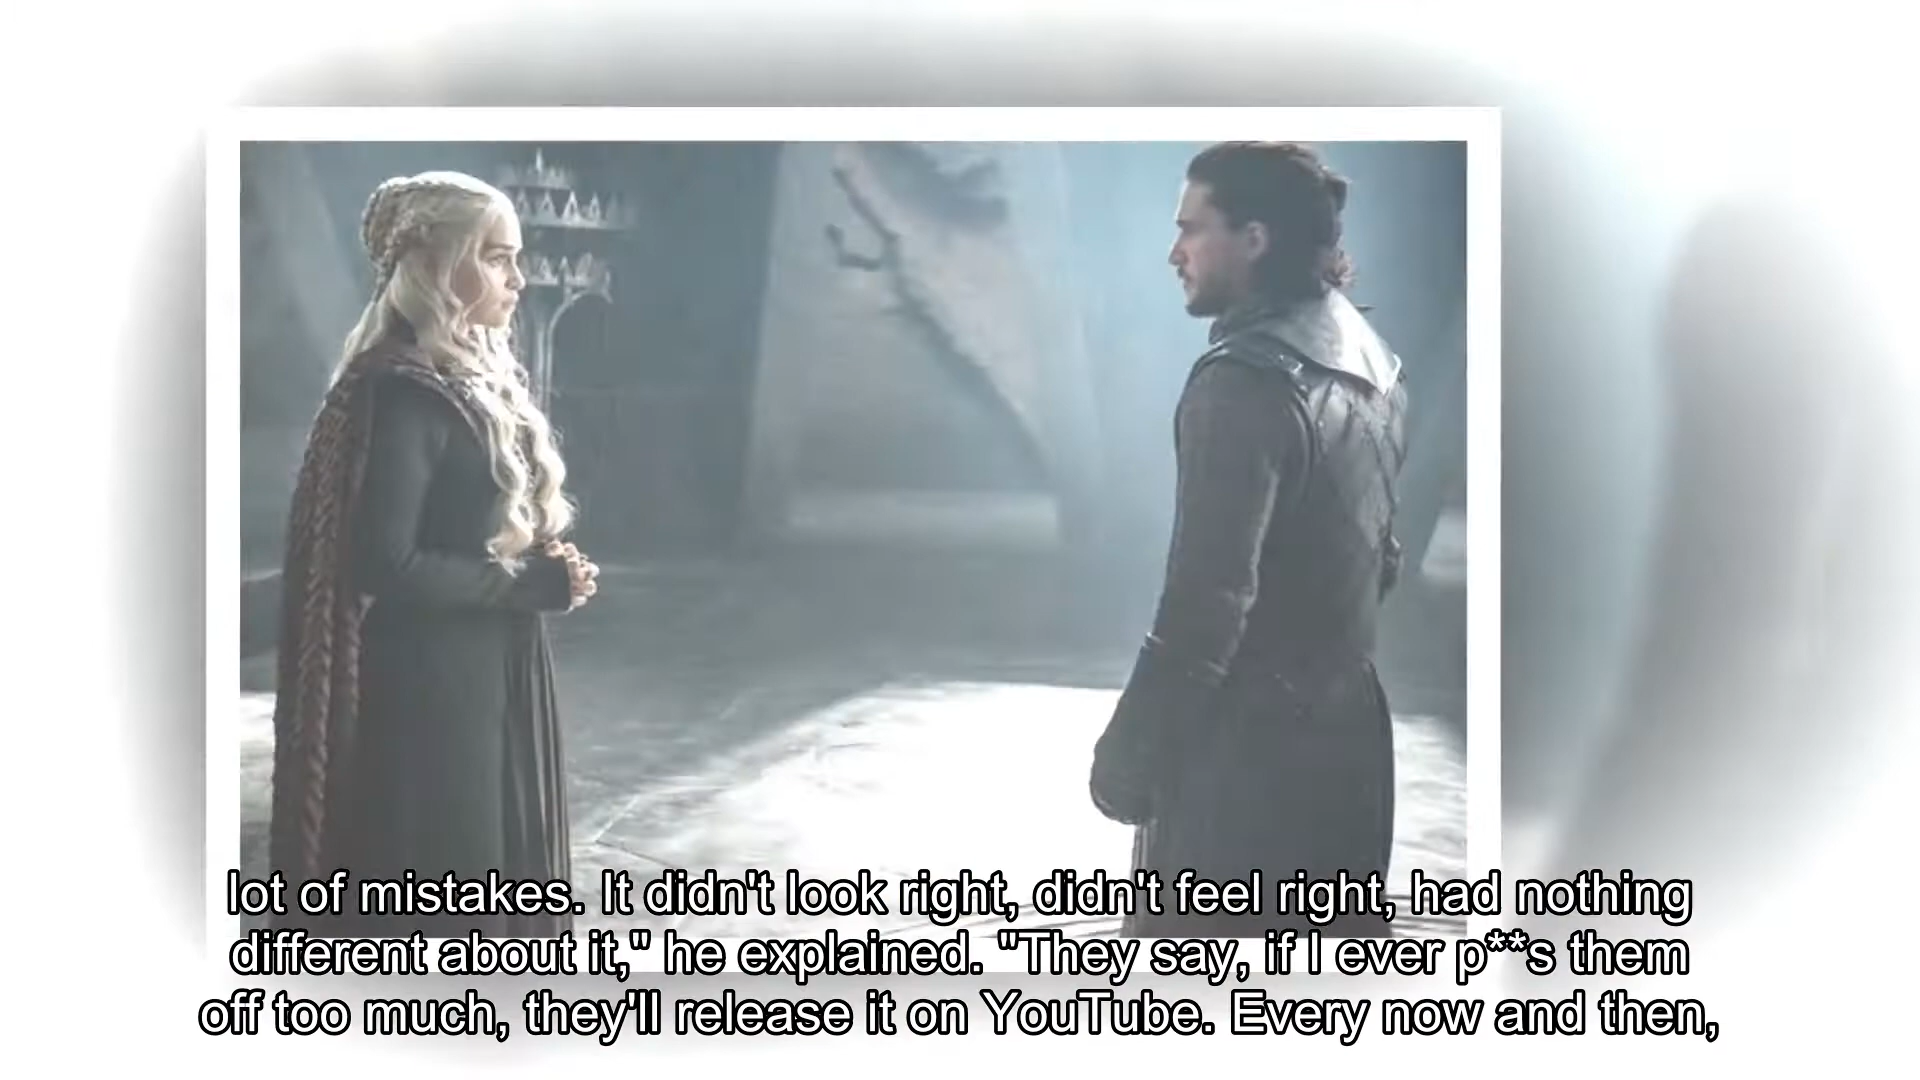 lot of mistakes. It didn't look right, didn't feel right, had nothing
different about it," he explained. "They say, if I ever p**s them
off too much, they'll release it on YouTube. Every now and then,